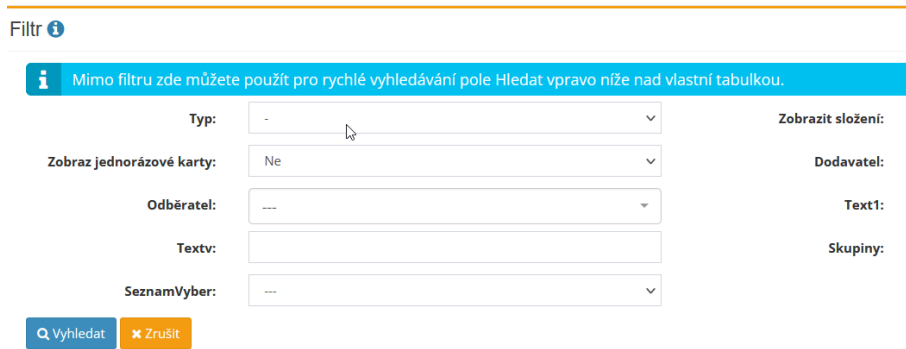 Filtr
Mimo filtru zde můžete použít pro rychlé vyhledávání pole Hledat vpravo níže nad vlastní tabulkou.
Typ: - Zobrazit složení:
Zobraz jednorázové karty: Ne Dodavatel:
Odběratel: --- Text1:
Textv: Skupiny:
SeznamVyber: ---
Vyhledat Zrušit